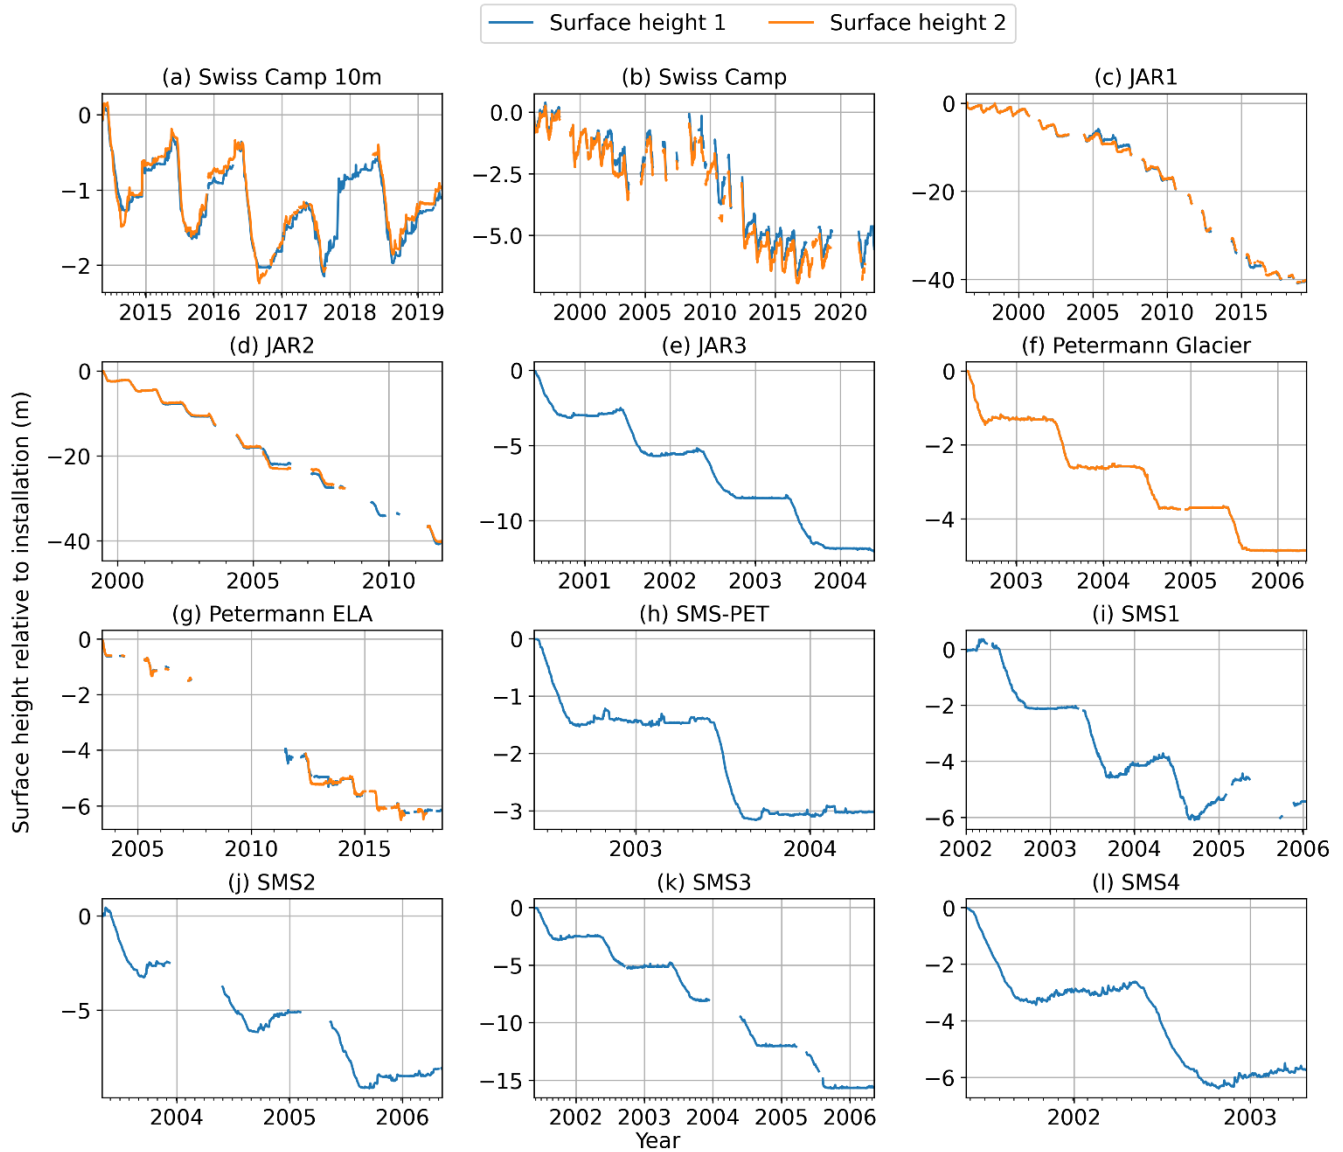 Surface height 1 Surface height 2
(a) Swiss Camp 10m (b) Swiss Camp (c) JAR1
0 0.0 0
−1 −2.5 −20
−2 −5.0 −40
2015 2016 2017 2018 2019 2000 2005 2010 2015 2020 2000 2005 2010 2015
(d) JAR2 (e) JAR3 (f) Petermann Glacier
0 0 0
−20 −5 −2
−40 −10 −4
2000 2005 2010 2001 2002 2003 2004 2003 2004 2005 2006
(g) Petermann ELA (h) SMS-PET (i) SMS1
0 0 0
−2 −1 −2
−4 −2 −4
−6 −3 −6
2005 2010 2015 2003 2004 2002 2003 2004 2005 2006
(j) SMS2 (k) SMS3 (l) SMS4
0 0 0
−5 −5 −2
−10 −4
−15 −6
2004 2005 2006 2002 2003 2004 2005 2006 2002 2003
Year
Surface height relative to installation (m)